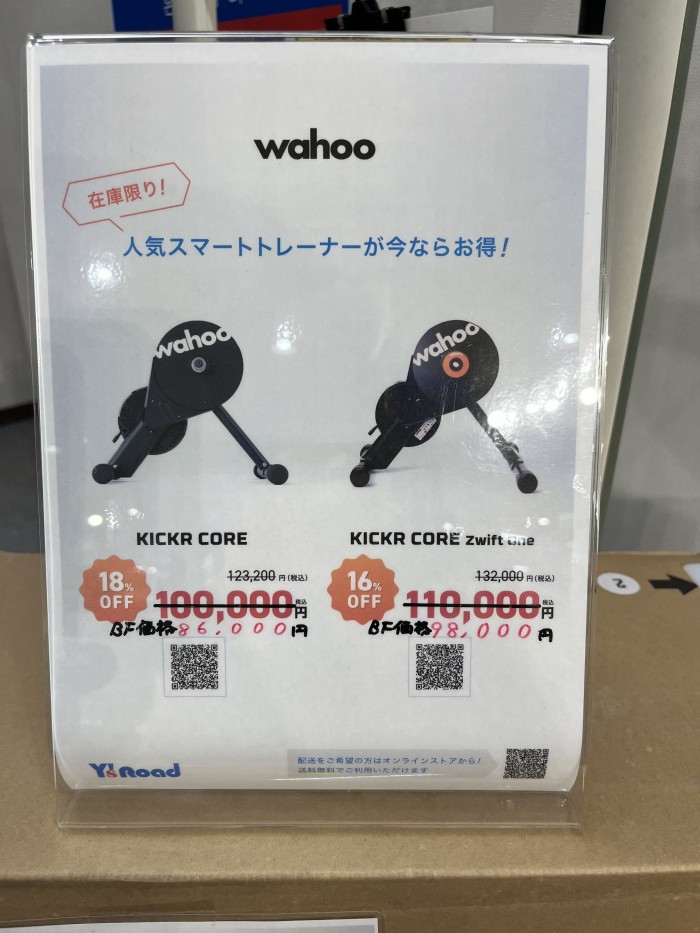 wahoo
在庫限り!
人気スマートトレーナーが今ならお得!
wahoo
wahoo
KICKR CORE
18% OFF
123,200円(税込)
100,000税込円
BF価格86,000円
KICKR CORE Zwift One
16% OFF
132,000円(税込)
110,000税込円
BF価格98,000円
Y'sRoad
配送をご希望の方はオンラインストアから!
送料無料でご利用いただけます
2